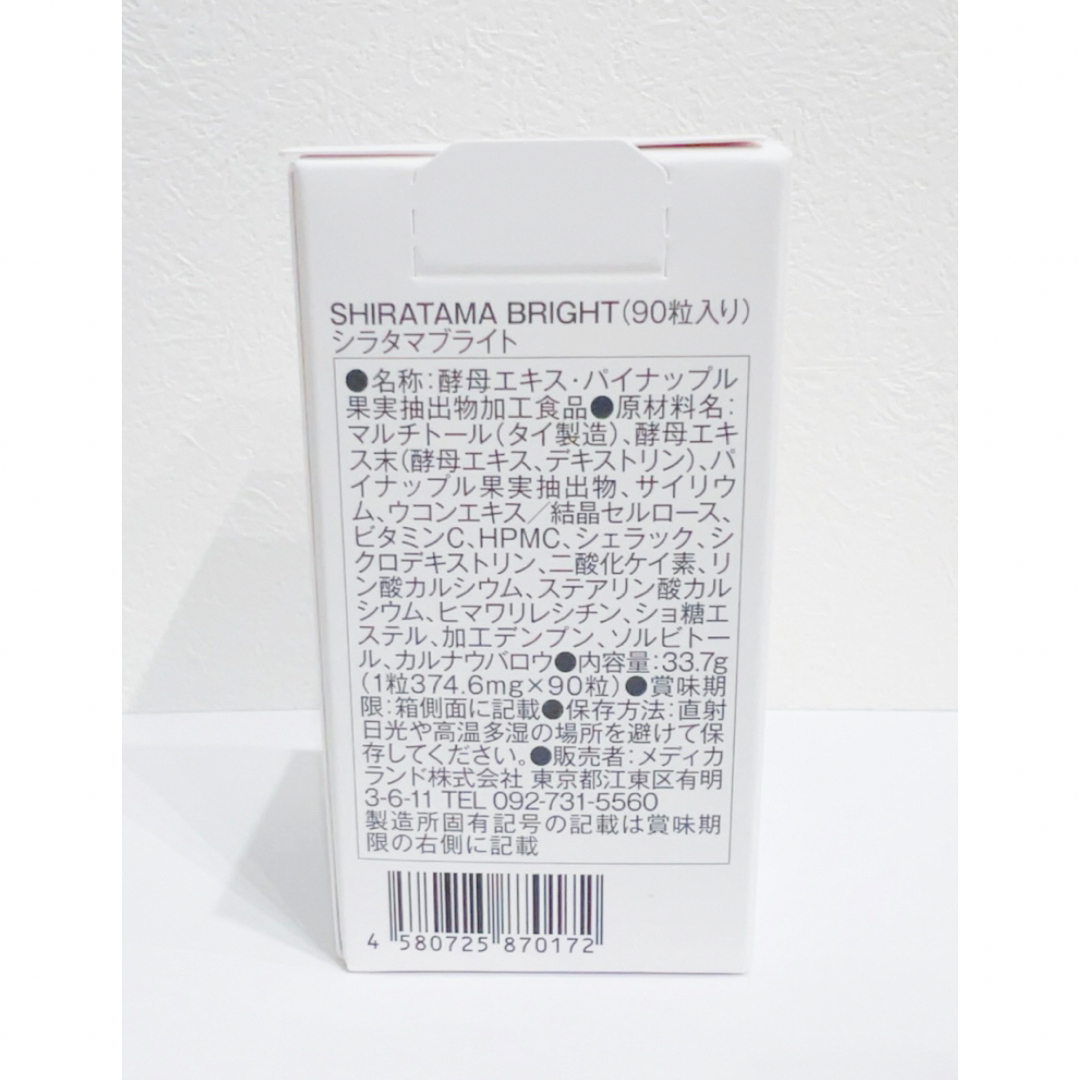 SHIRATAMA BRIGHT（90粒入り）
シラタマブライト
●名称：酵母エキス・パイナップル
果実抽出物加工食品●原材料名：
マルチトール（タイ製造）、酵母エキ
ス末（酵母エキス、デキストリン）、パ
イナップル果実抽出物、サイリウ
ム、ウコンエキス／結晶セルロース、
ビタミンC、HPMC、シェラック、シ
クロデキストリン、二酸化ケイ素、リ
ン酸カルシウム、ステアリン酸カル
シウム、ヒマワリレシチン、ショ糖エ
ステル、加工デンプン、ソルビトー
ル、カルナウバロウ●内容量：33.7g
（1粒374.6mg×90粒）●賞味期
限：箱側面に記載●保存方法：直射
日光や高温多湿の場所を避けて保
存してください。●販売者：メディカ
ランド株式会社 東京都江東区有明
3-6-11 TEL 092-731-5560
製造所固有記号の記載は賞味期
限の右側に記載
4 580725 870172